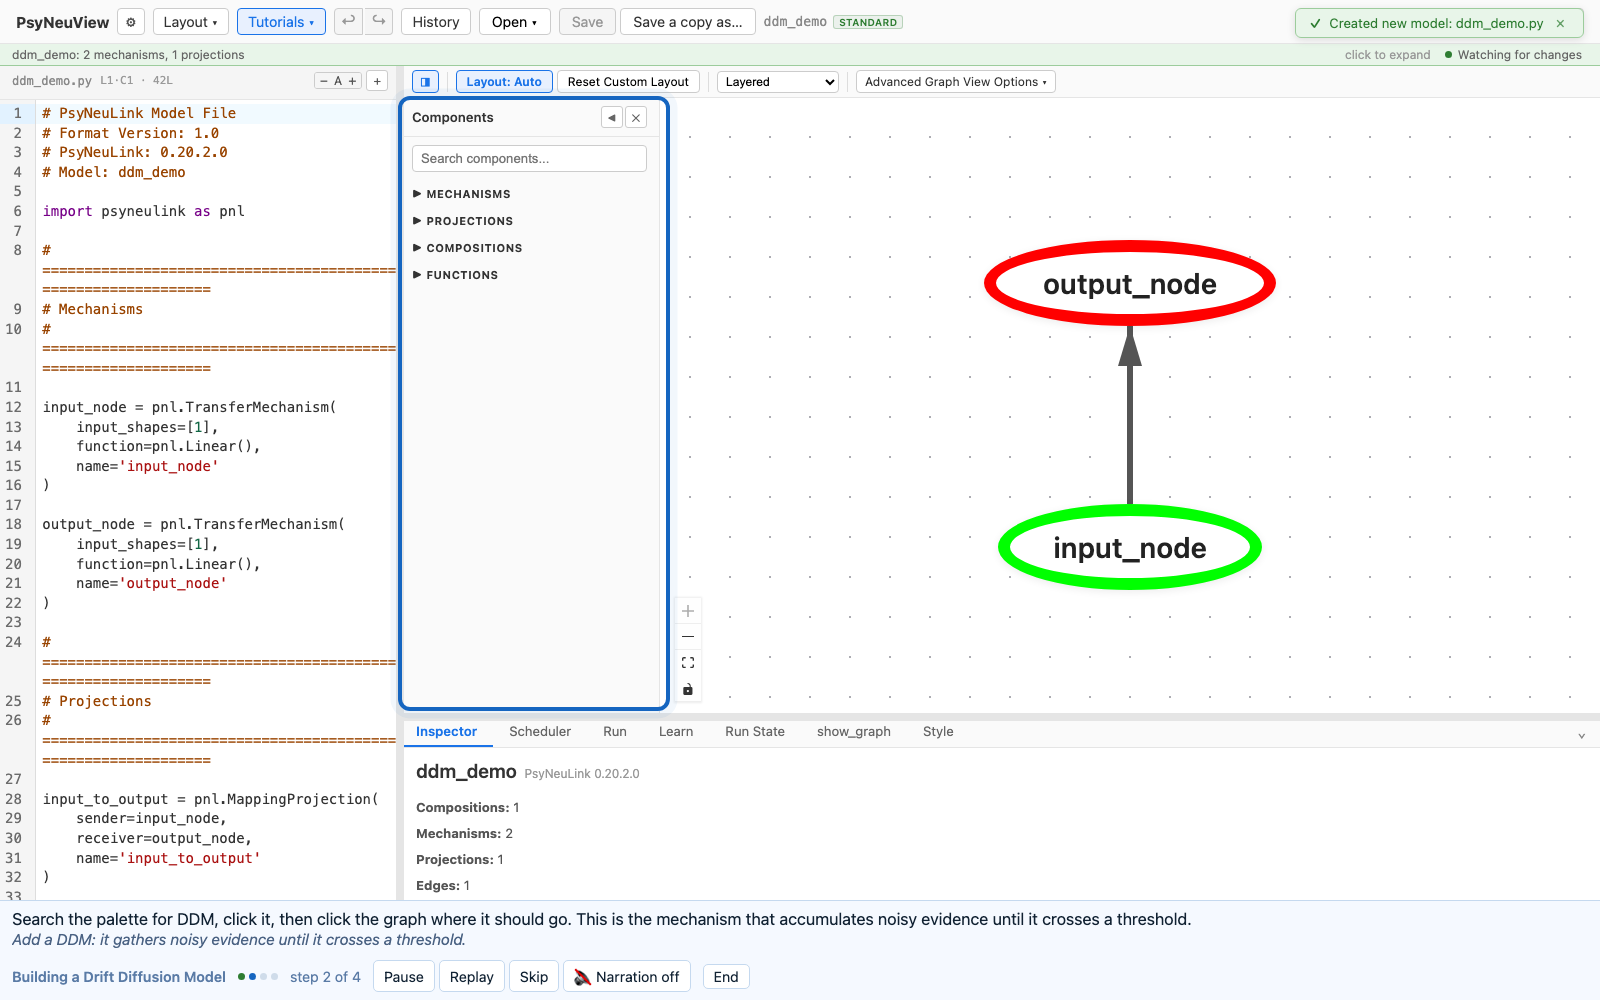 PsyNeuView
Layout ▾
Tutorials ▾
History
Open ▾
Save
Save a copy as...
ddm_demo STANDARD
✓ Created new model: ddm_demo.py ×
ddm_demo: 2 mechanisms, 1 projections
click to expand
Watching for changes
ddm_demo.py L1:C1 · 42L
− A +
+
Layout: Auto
Reset Custom Layout
Layered
Advanced Graph View Options ▾
1 # PsyNeuLink Model File
2 # Format Version: 1.0
3 # PsyNeuLink: 0.20.2.0
4 # Model: ddm_demo
5
6 import psyneulink as pnl
7
8 #
==========================================
====================
9 # Mechanisms
10 #
==========================================
====================
11
12 input_node = pnl.TransferMechanism(
13 input_shapes=[1],
14 function=pnl.Linear(),
15 name='input_node'
16 )
17
18 output_node = pnl.TransferMechanism(
19 input_shapes=[1],
20 function=pnl.Linear(),
21 name='output_node'
22 )
23
24 #
==========================================
====================
25 # Projections
26 #
==========================================
====================
27
28 input_to_output = pnl.MappingProjection(
29 sender=input_node,
30 receiver=output_node,
31 name='input_to_output'
32 )
33
Components
Search components...
▶ MECHANISMS
▶ PROJECTIONS
▶ COMPOSITIONS
▶ FUNCTIONS
output_node
input_node
Inspector
Scheduler
Run
Learn
Run State
show_graph
Style
ddm_demo PsyNeuLink 0.20.2.0
Compositions: 1
Mechanisms: 2
Projections: 1
Edges: 1
Search the palette for DDM, click it, then click the graph where it should go. This is the mechanism that accumulates noisy evidence until it crosses a threshold.
Add a DDM: it gathers noisy evidence until it crosses a threshold.
Building a Drift Diffusion Model
step 2 of 4
Pause
Replay
Skip
Narration off
End